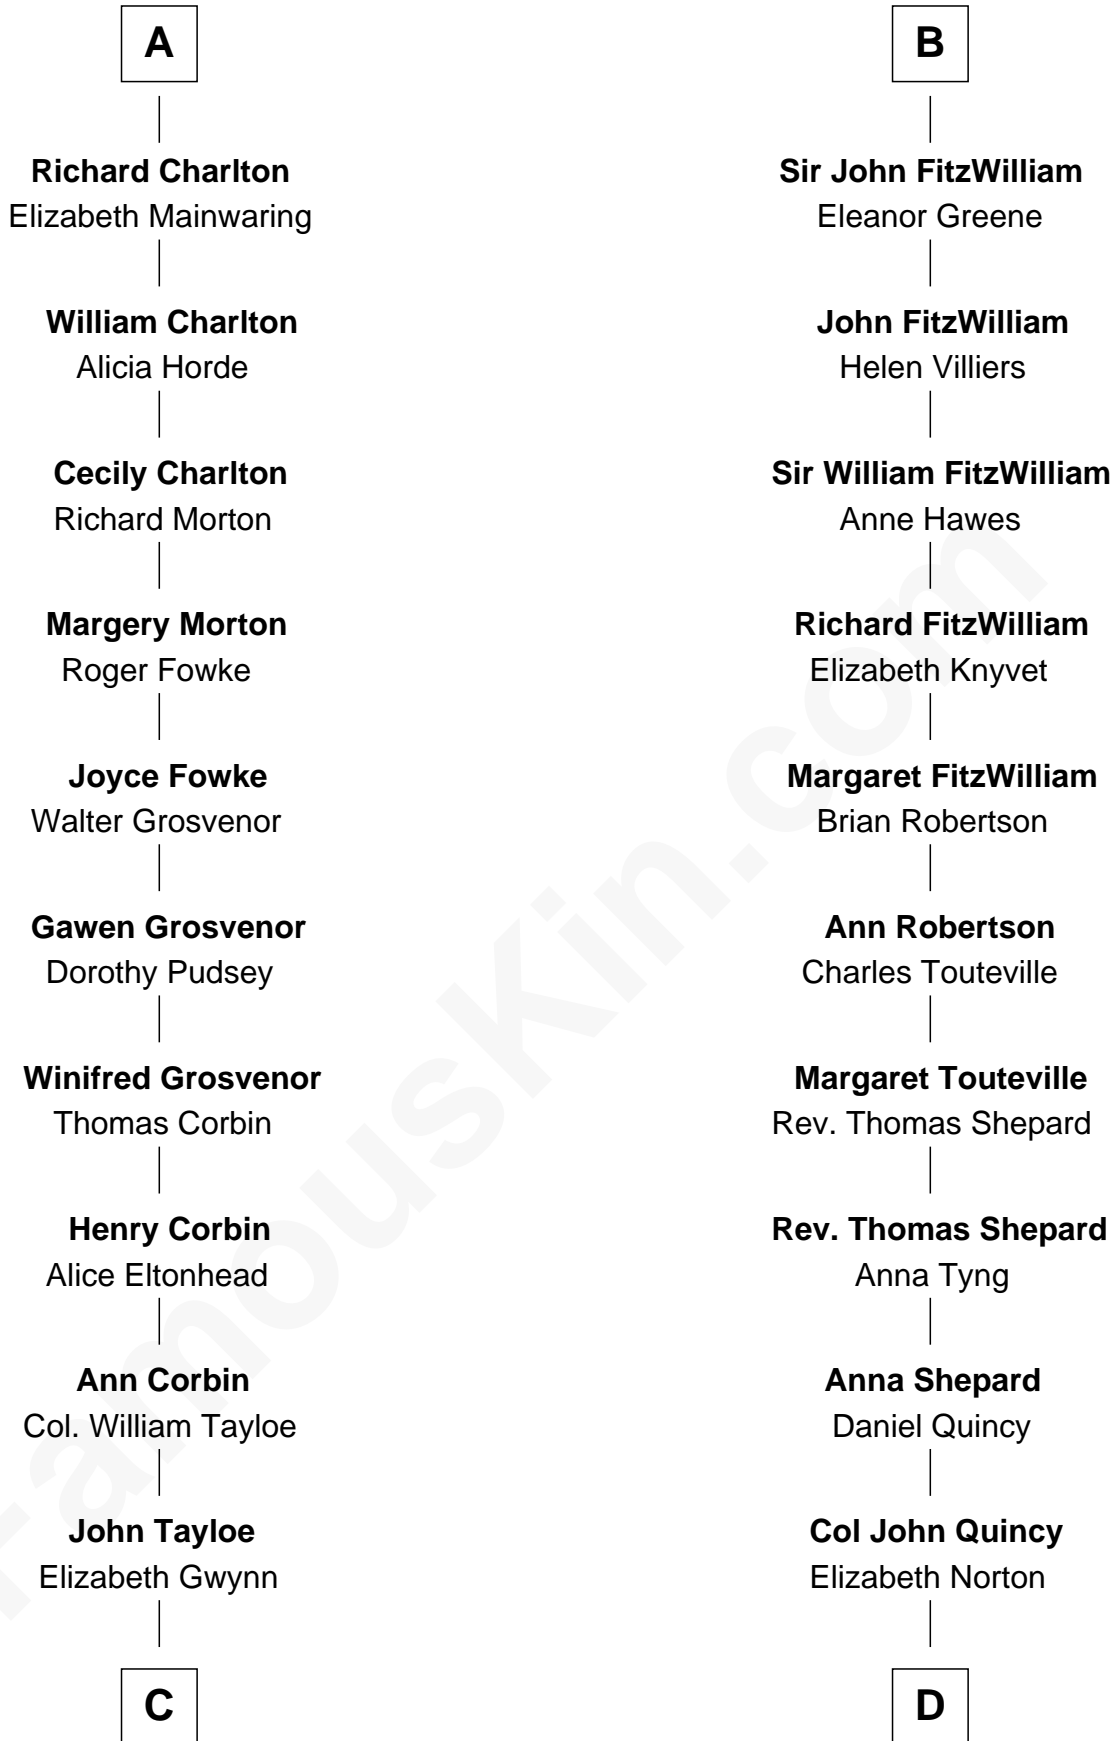 A
Richard Charlton
Elizabeth Mainwaring
William Charlton
Alicia Horde
Cecily Charlton
Richard Morton
Margery Morton
Roger Fowke
Joyce Fowke
Walter Grosvenor
Gawen Grosvenor
Dorothy Pudsey
Winifred Grosvenor
Thomas Corbin
Henry Corbin
Alice Eltonhead
Ann Corbin
Col. William Tayloe
John Tayloe
Elizabeth Gwynn
C
B
Sir John FitzWilliam
Eleanor Greene
John FitzWilliam
Helen Villiers
Sir William FitzWilliam
Anne Hawes
Richard FitzWilliam
Elizabeth Knyvet
Margaret FitzWilliam
Brian Robertson
Ann Robertson
Charles Touteville
Margaret Touteville
Rev. Thomas Shepard
Rev. Thomas Shepard
Anna Tyng
Anna Shepard
Daniel Quincy
Col John Quincy
Elizabeth Norton
D
FamousKin.com